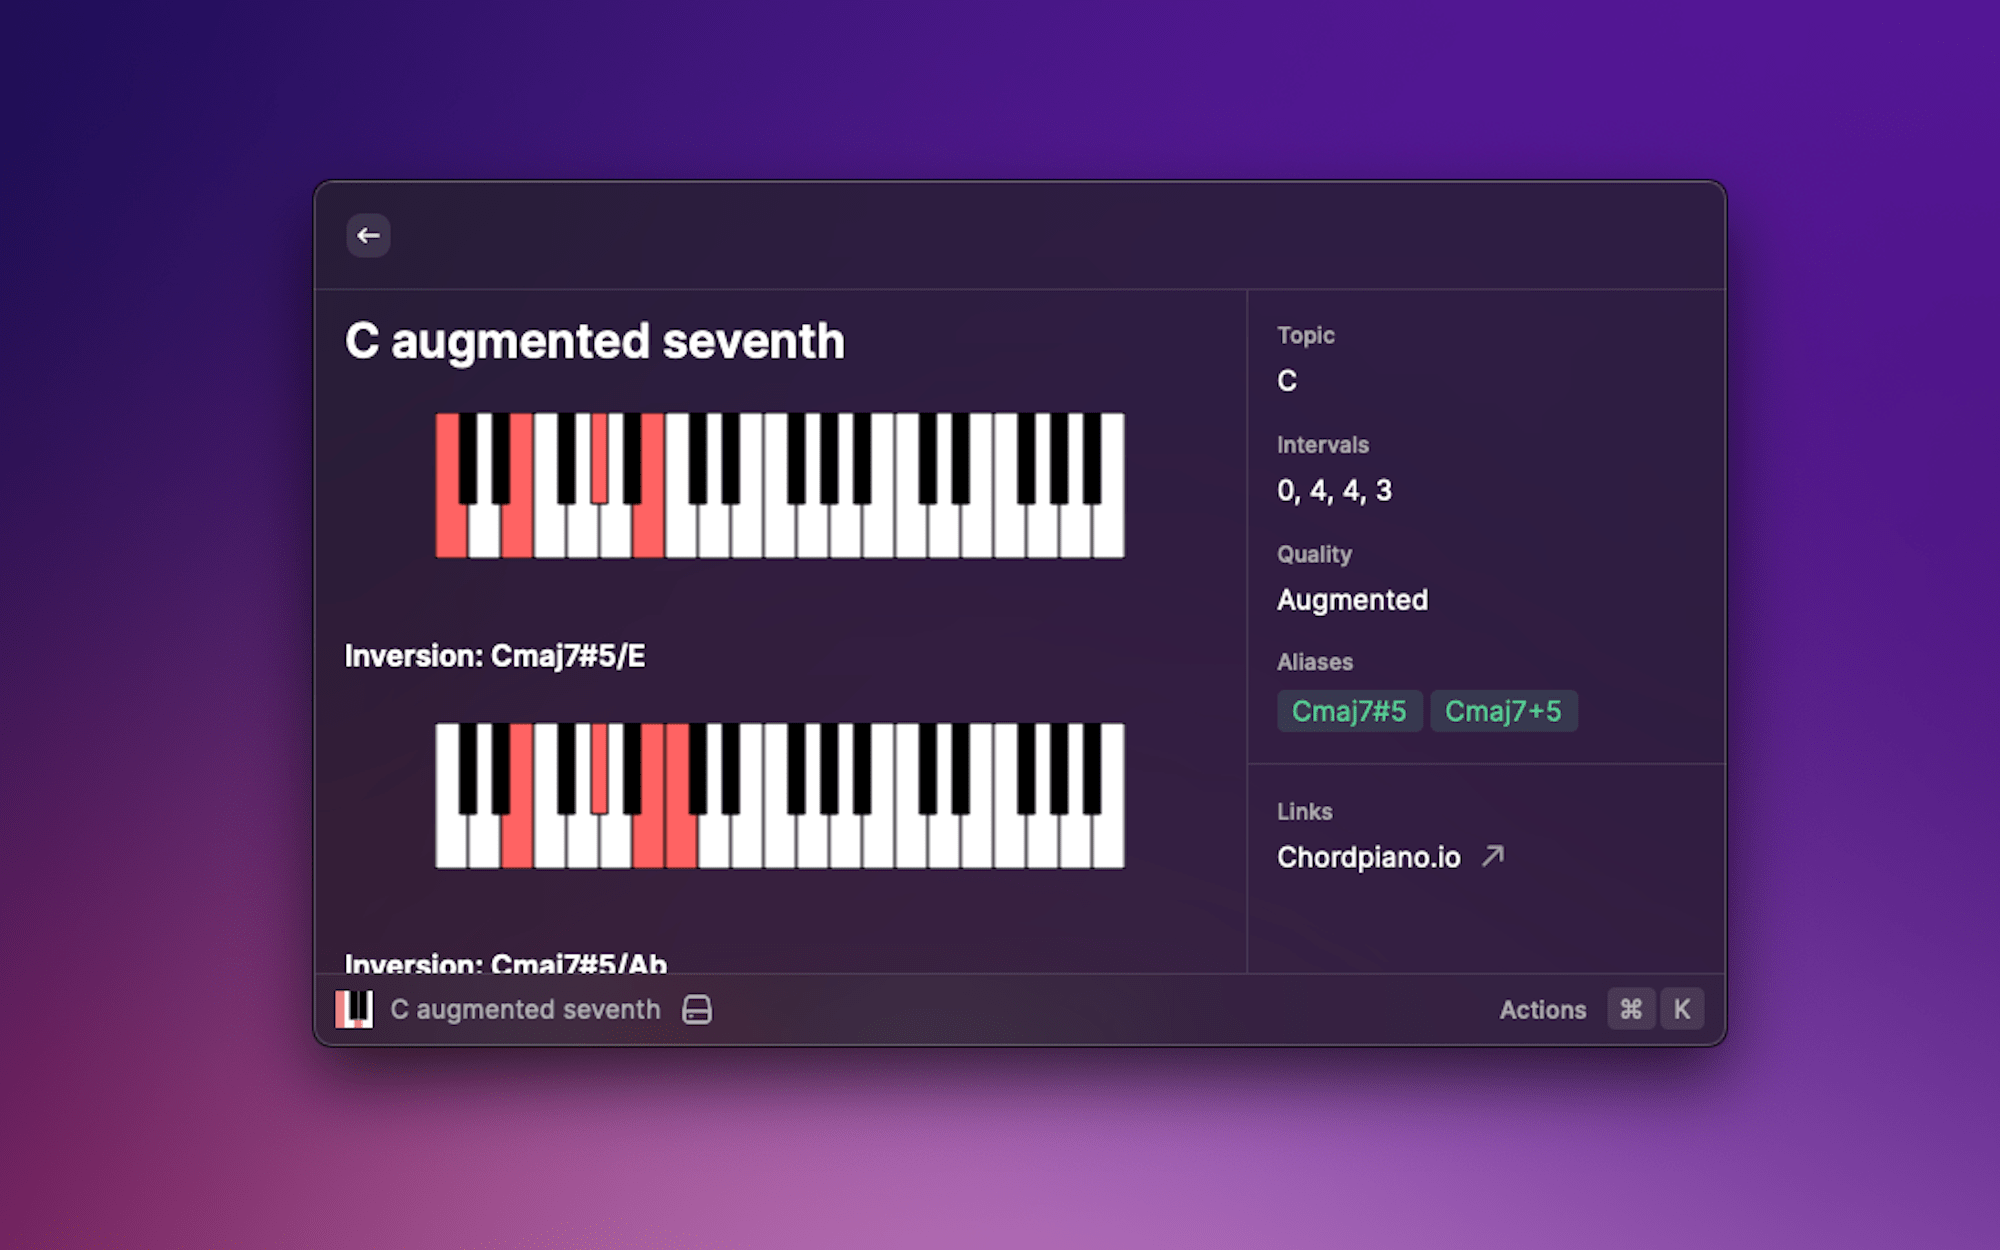 C augmented seventh
Inversion: Cmaj7#5/E
Inversion: Cmaj7#5/Ab
Topic
C
Intervals
0, 4, 4, 3
Quality
Augmented
Aliases
Cmaj7#5 Cmaj7+5
Links
Chordpiano.io
C augmented seventh
Actions ⌘ K